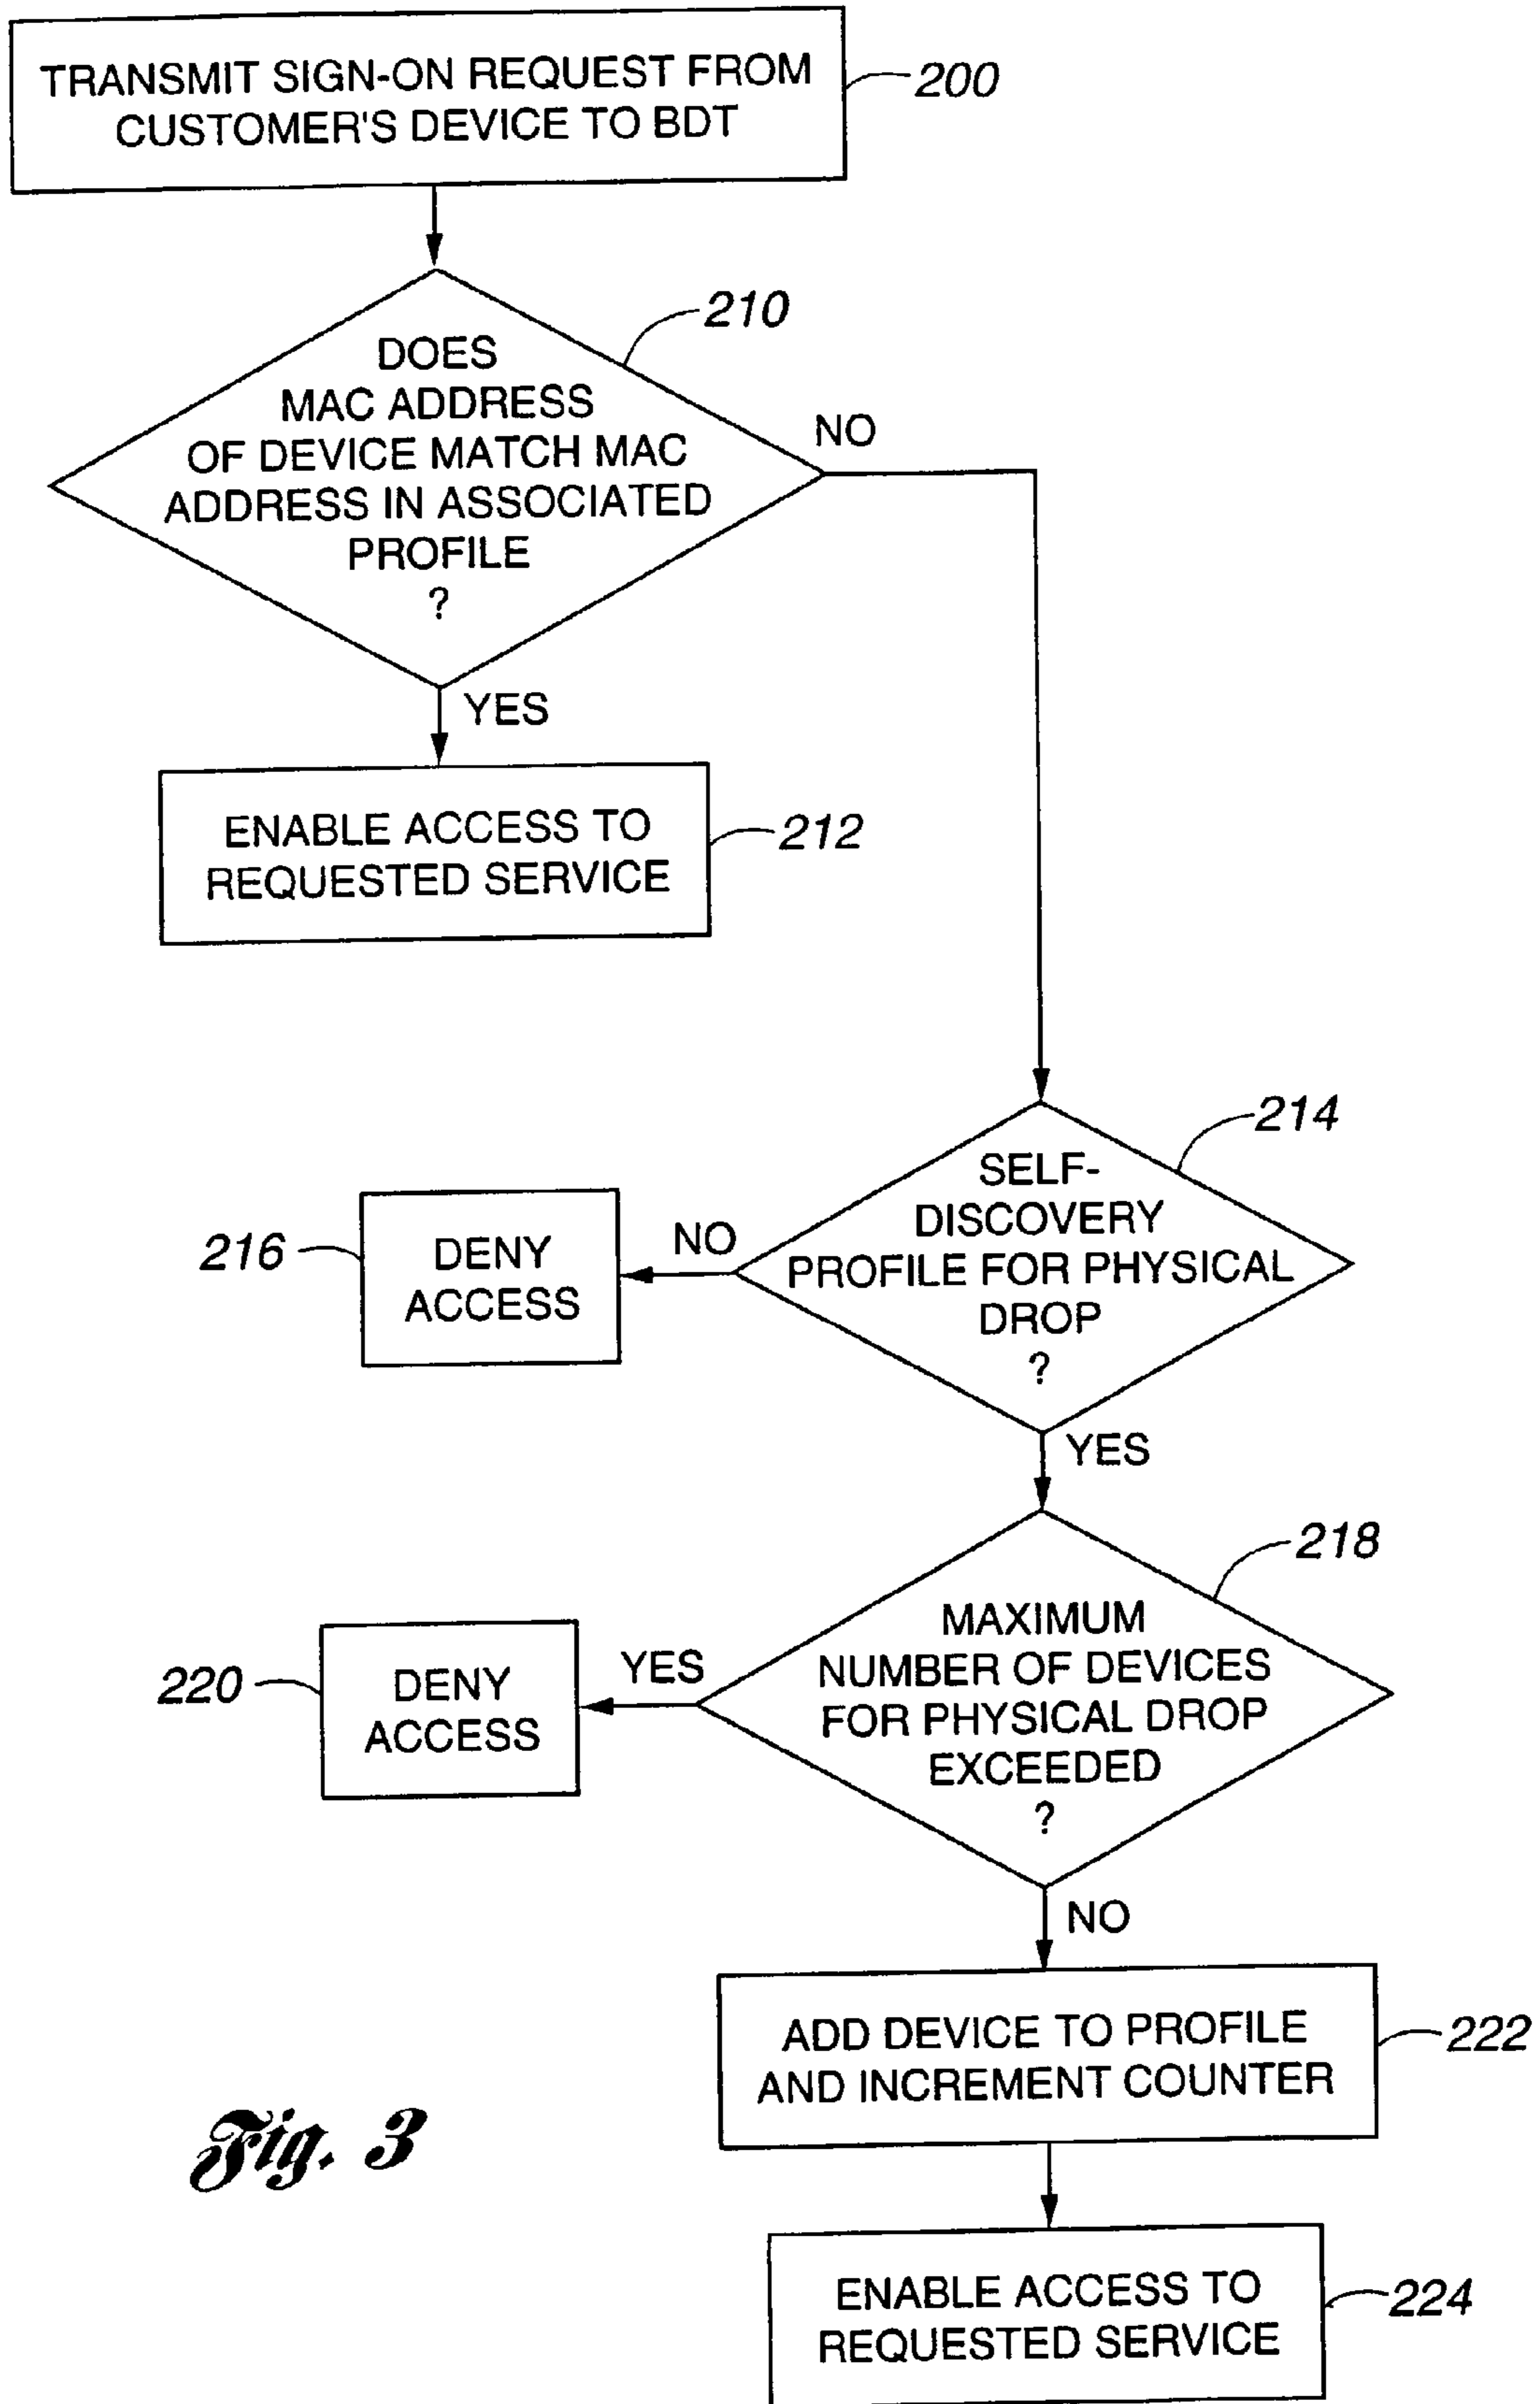 TRANSMIT SIGN-ON REQUEST FROM
CUSTOMER'S DEVICE TO BDT
200
210
DOES
MAC ADDRESS
OF DEVICE MATCH MAC
ADDRESS IN ASSOCIATED
PROFILE
?
NO
YES
ENABLE ACCESS TO
REQUESTED SERVICE
212
214
SELF-
DISCOVERY
PROFILE FOR PHYSICAL
DROP
?
NO
216
DENY
ACCESS
YES
218
MAXIMUM
NUMBER OF DEVICES
FOR PHYSICAL DROP
EXCEEDED
?
YES
220
DENY
ACCESS
NO
ADD DEVICE TO PROFILE
AND INCREMENT COUNTER
222
Fig. 3
ENABLE ACCESS TO
REQUESTED SERVICE
224